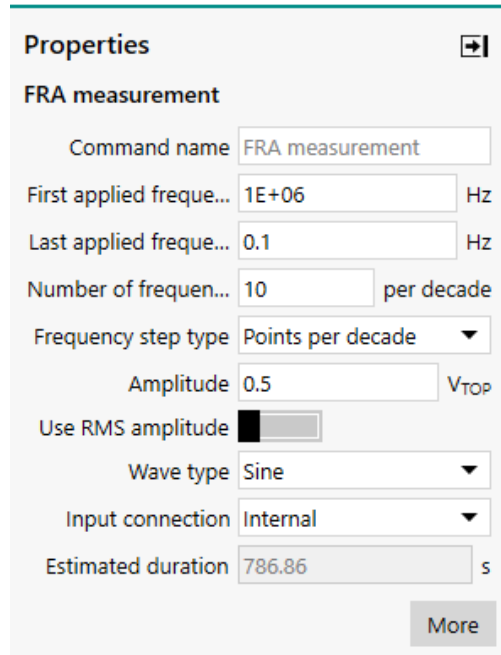 Properties
FRA measurement
Command name FRA measurement
First applied freque... 1E+06 Hz
Last applied freque... 0.1 Hz
Number of frequen... 10 per decade
Frequency step type Points per decade
Amplitude 0.5 VTOP
Use RMS amplitude
Wave type Sine
Input connection Internal
Estimated duration 786.86 s
More